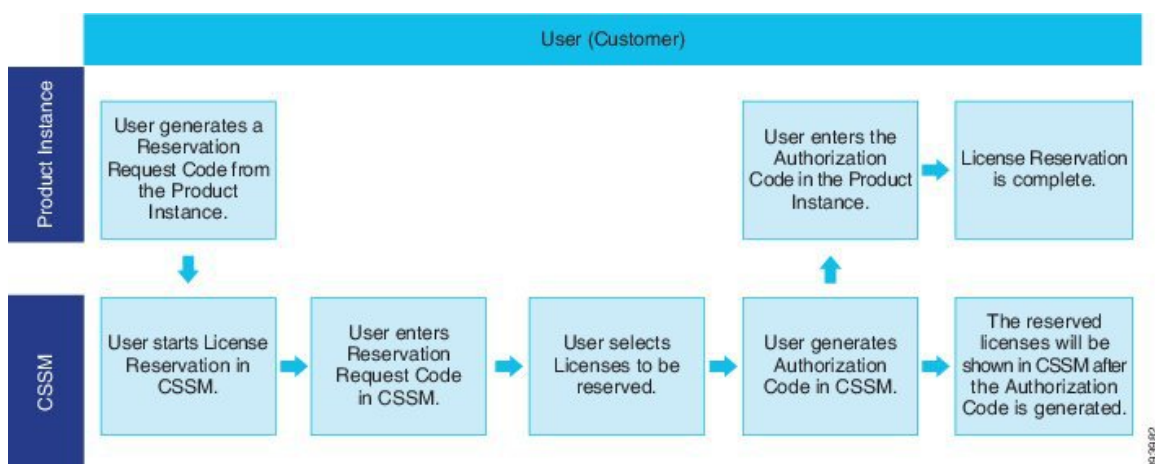 User (Customer)
Product Instance
User generates a
Reservation
Request Code from
the Product
Instance.
User enters the
Authorization
Code in the Product
Instance.
License Reservation
is complete.
CSSM
User starts License
Reservation in
CSSM.
User enters
Reservation
Request Code
in CSSM.
User selects
Licenses to be
reserved.
User generates
Authorization
Code in CSSM.
The reserved
licenses will be
shown in CSSM after
the Authorization
Code is generated.